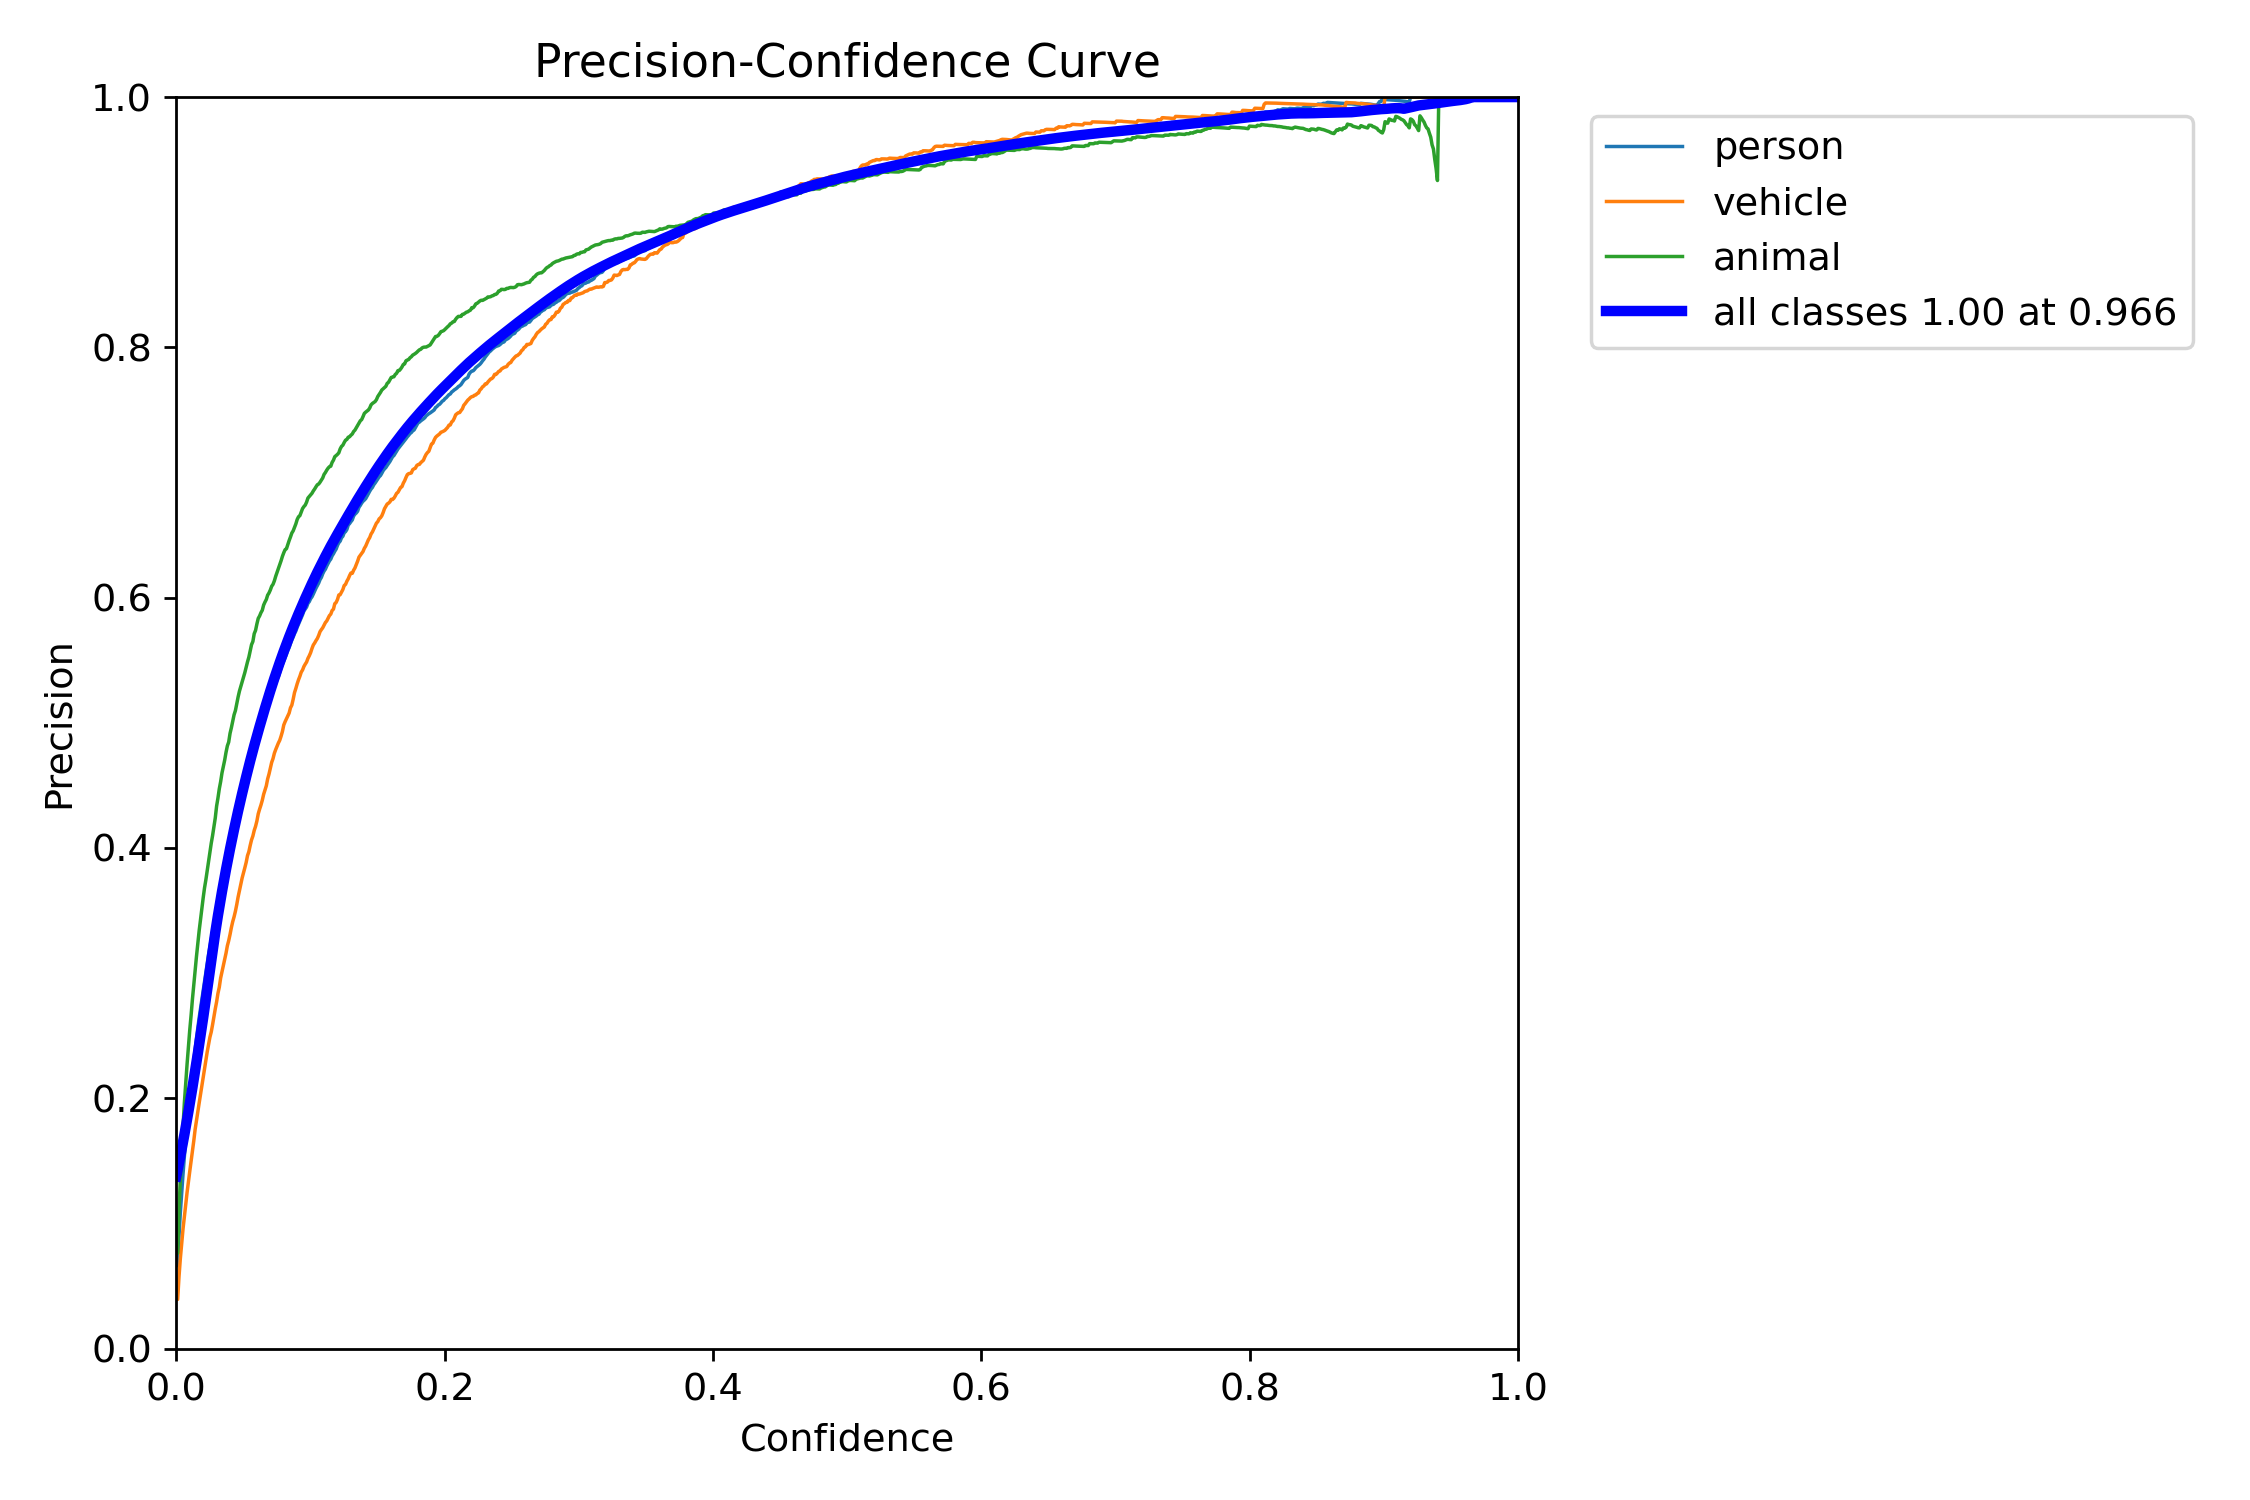 Precision-Confidence Curve
1.0
0.8
0.6
0.4
0.2
0.0
Precision
0.0 0.2 0.4 0.6 0.8 1.0
Confidence
person
vehicle
animal
all classes 1.00 at 0.966